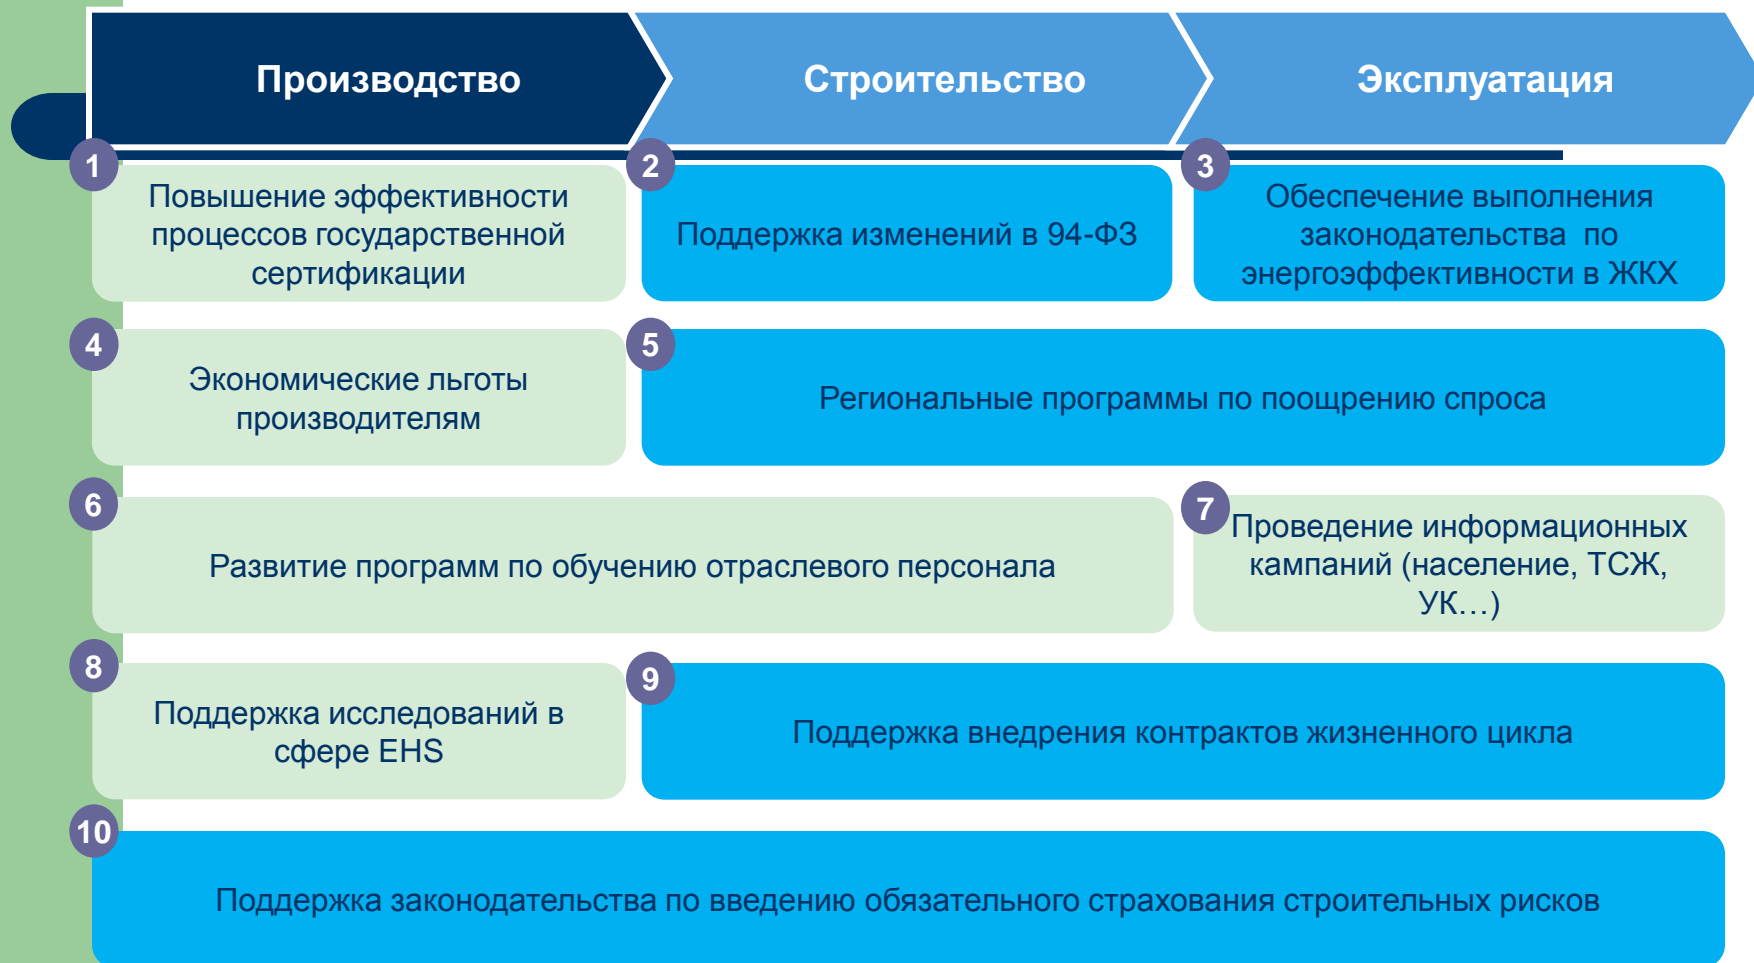 Производство
Строительство
Эксплуатация
1
Повышение эффективности
процессов государственной
сертификации
2
Поддержка изменений в 94-ФЗ
3
Обеспечение выполнения
законодательства по
энергоэффективности в ЖКХ
4
Экономические льготы
производителям
5
Региональные программы по поощрению спроса
6
Развитие программ по обучению отраслевого персонала
7
Проведение информационных
кампаний (население, ТСЖ,
УК…)
8
Поддержка исследований в
сфере EHS
9
Поддержка внедрения контрактов жизненного цикла
10
Поддержка законодательства по введению обязательного страхования строительных рисков